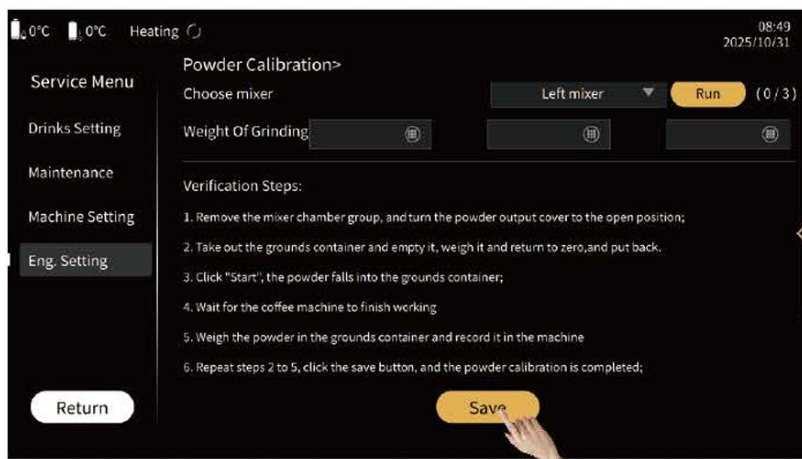 0°C 0°C Heating
08:49
2025/10/31
Service Menu
Drinks Setting
Maintenance
Machine Setting
Eng. Setting
Return
Powder Calibration>
Choose mixer Left mixer Run (0/3)
Weight Of Grinding
Verification Steps:
1. Remove the mixer chamber group, and turn the powder output cover to the open position;
2. Take out the grounds container and empty it, weigh it and return to zero,and put back.
3. Click "Start", the powder falls into the grounds container;
4. Wait for the coffee machine to finish working
5. Weigh the powder in the grounds container and record it in the machine
6. Repeat steps 2 to 5, click the save button, and the powder calibration is completed;
Save